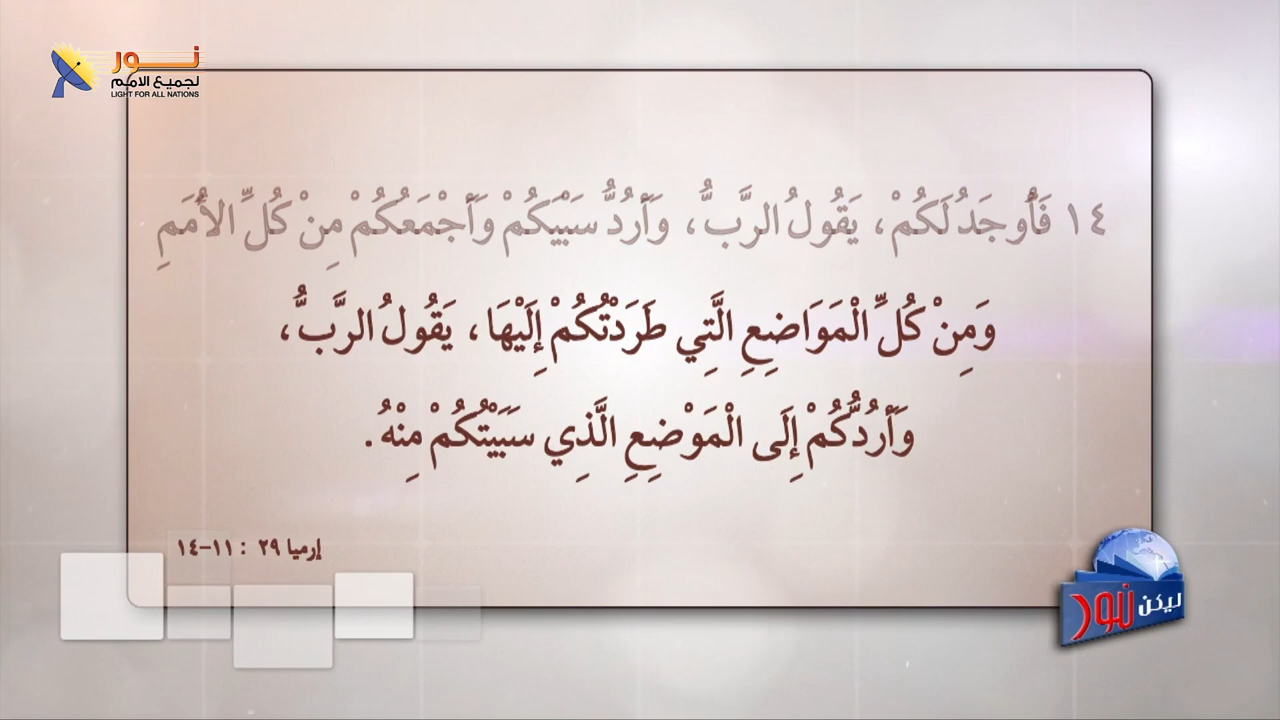 نور
لجميع الامم
LIGHT FOR ALL NATIONS
١٤ فَأُوجَدُ لَكُمْ، يَقُولُ الرَّبُّ، وَأَرُدُّ سَبْيَكُمْ وَأَجْمَعُكُمْ مِنْ كُلِّ الأُمَمِ
وَمِنْ كُلِّ الْمَوَاضِعِ الَّتِي طَرَدْتُكُمْ إِلَيْهَا، يَقُولُ الرَّبُّ،
وَأَرُدُّكُمْ إِلَى الْمَوْضِعِ الَّذِي سَبَيْتُكُمْ مِنْهُ.
إرميا ٢٩ : ١١-١٤
ليكن نور